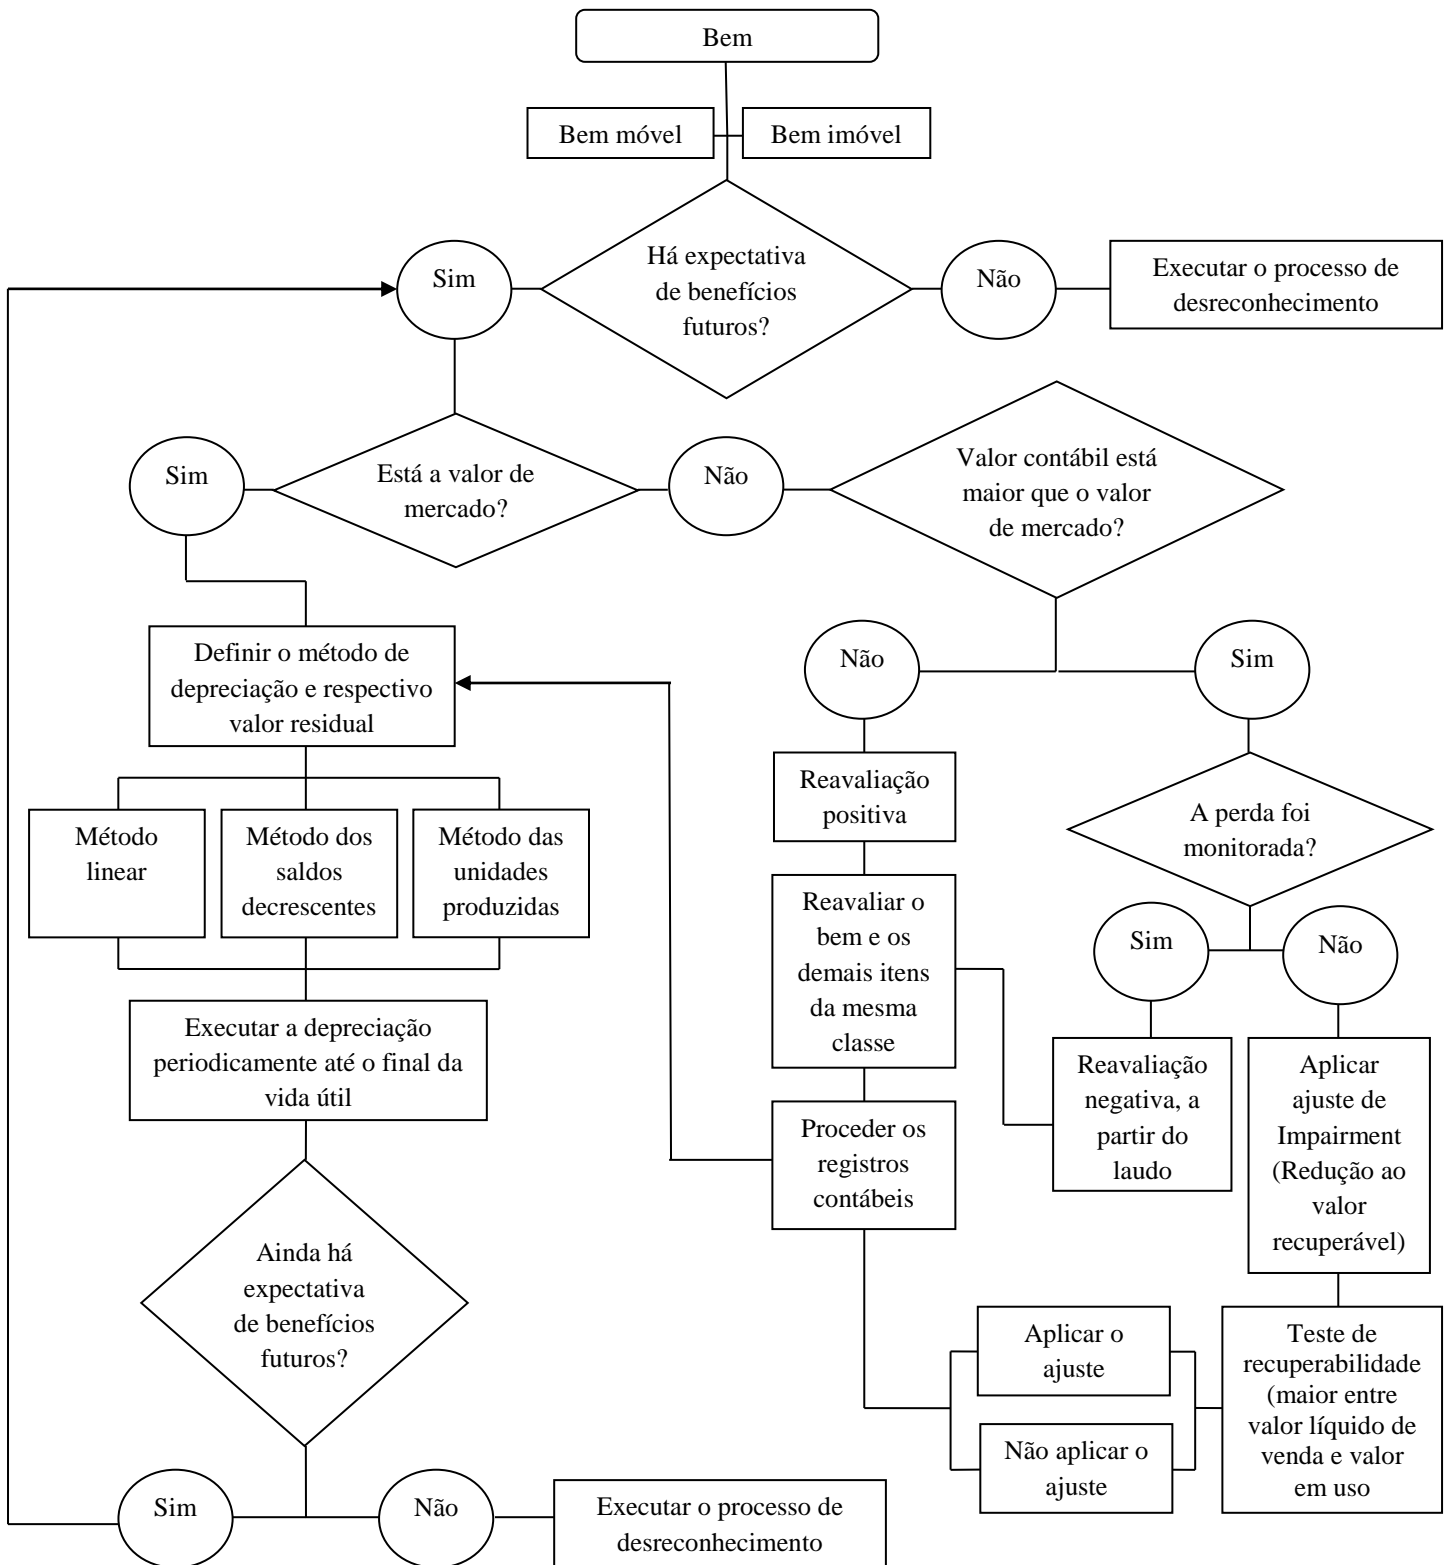 Bem
Bem móvel
Bem imóvel
Há expectativa
de benefícios
futuros?
Sim
Não
Executar o processo de
desreconhecimento
Sim
Está a valor de
mercado?
Não
Valor contábil está
maior que o valor
de mercado?
Definir o método de
depreciação e respectivo
valor residual
Não
Sim
Reavaliação
positiva
A perda foi
monitorada?
Método
linear
Método dos
saldos
decrescentes
Método das
unidades
produzidas
Reavaliar o
bem e os
demais itens
da mesma
classe
Sim
Não
Executar a depreciação
periodicamente até o final da
vida útil
Reavaliação
negativa, a
partir do
laudo
Aplicar
ajuste de
Impairment
(Redução ao
valor
recuperável)
Proceder os
registros
contábeis
Ainda há
expectativa
de benefícios
futuros?
Aplicar o
ajuste
Não aplicar o
ajuste
Teste de
recuperabilidade
(maior entre
valor líquido de
venda e valor
em uso
Sim
Não
Executar o processo de
desreconhecimento